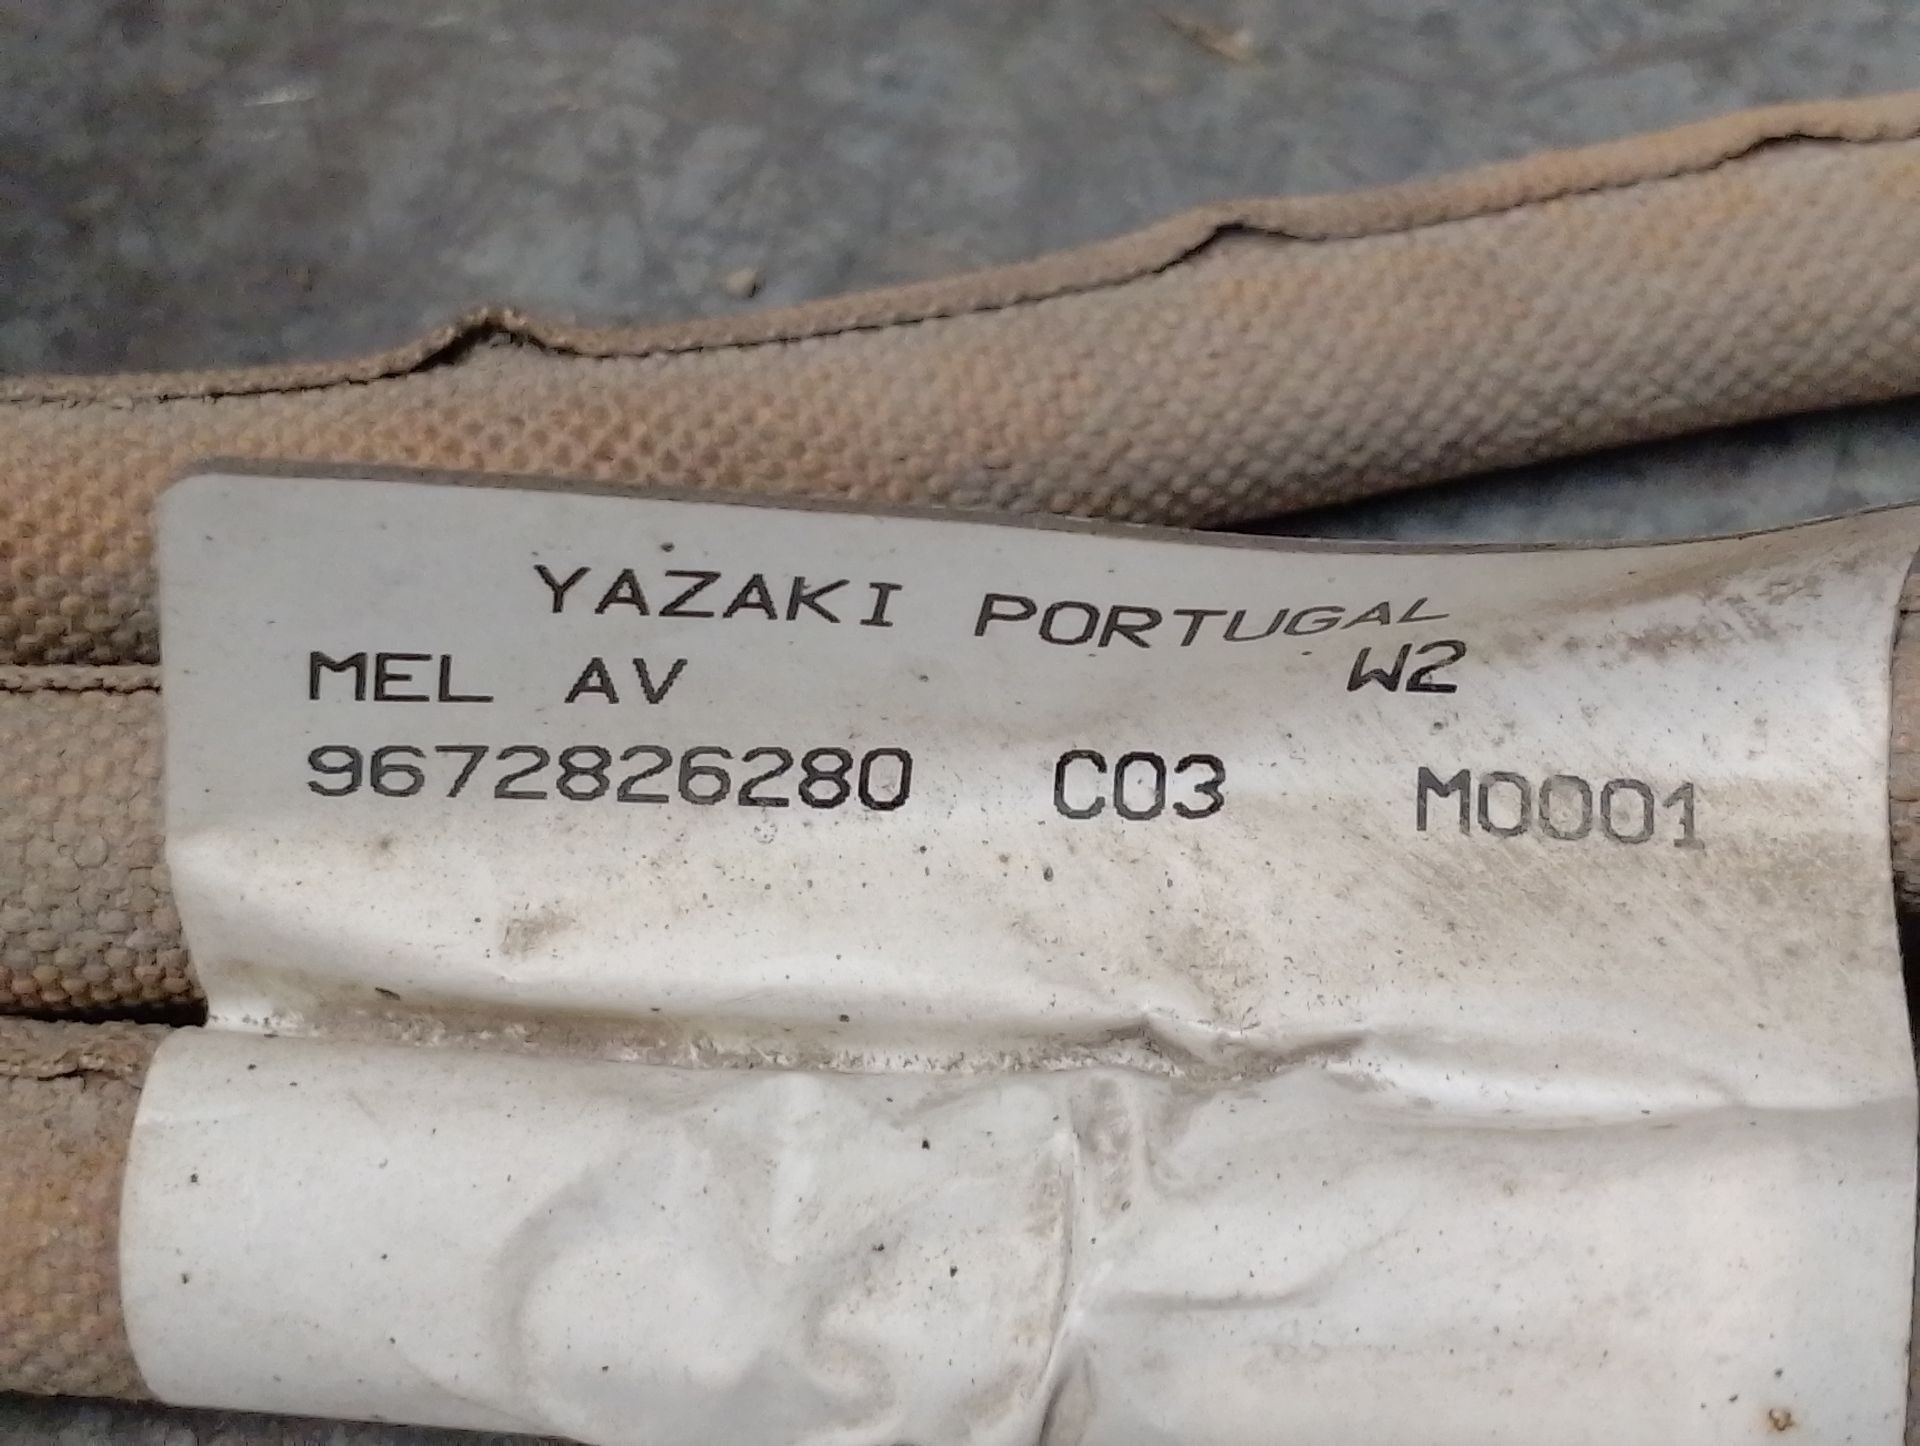 YAZAKI PORTUGAL
MEL AV W2
9672826280 C03 M0001